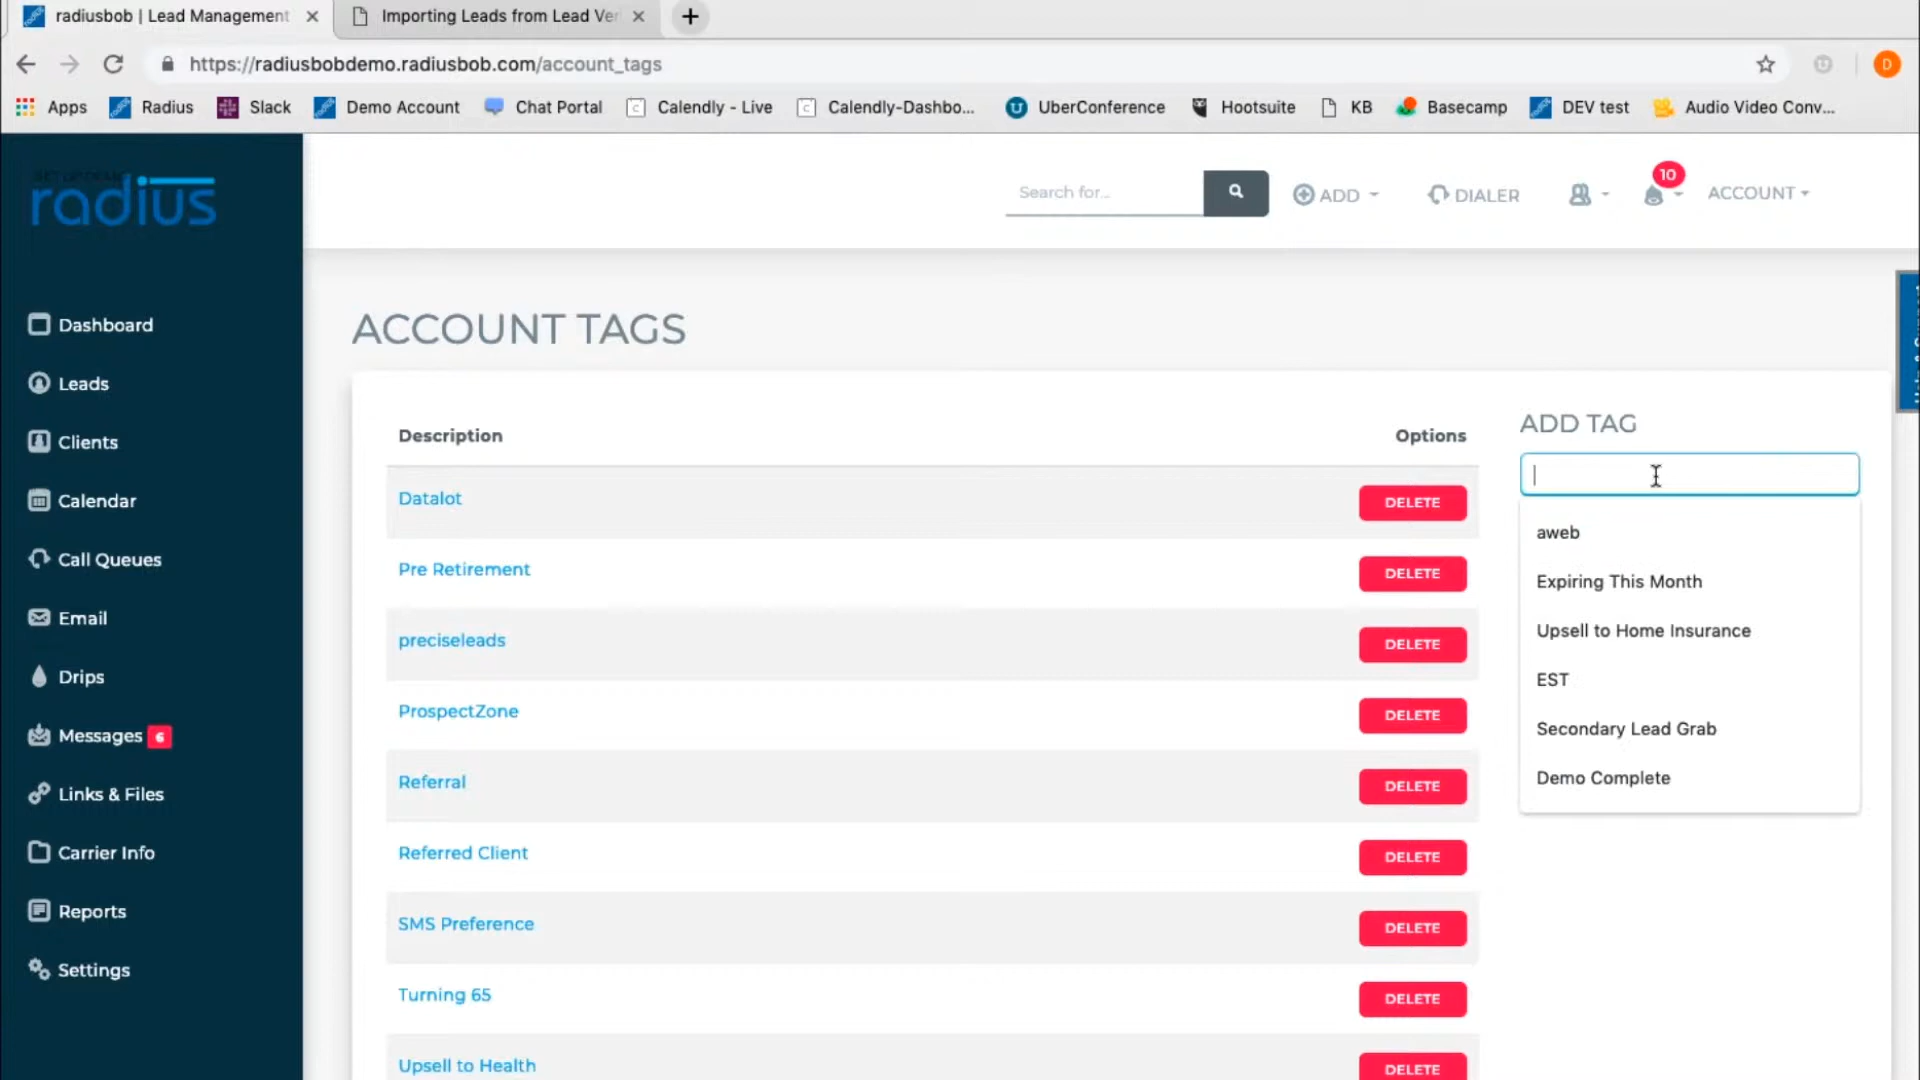 radiusbob | Lead Management
Importing Leads from Lead Ve
https://radiusbobdemo.radiusbob.com/account_tags
D
Apps Radius Slack Demo Account Chat Portal Calendly - Live Calendly-Dashbo... UberConference Hootsuite KB Basecamp DEV test Audio Video Conv...
radius
Search for...
ADD
DIALER
10
ACCOUNT
Dashboard
Leads
Clients
Calendar
Call Queues
Email
Drips
Messages 6
Links & Files
Carrier Info
Reports
Settings
ACCOUNT TAGS
Description Options
Datalot DELETE
Pre Retirement DELETE
preciseleads DELETE
ProspectZone DELETE
Referral DELETE
Referred Client DELETE
SMS Preference DELETE
Turning 65 DELETE
Upsell to Health DELETE
ADD TAG
aweb
Expiring This Month
Upsell to Home Insurance
EST
Secondary Lead Grab
Demo Complete